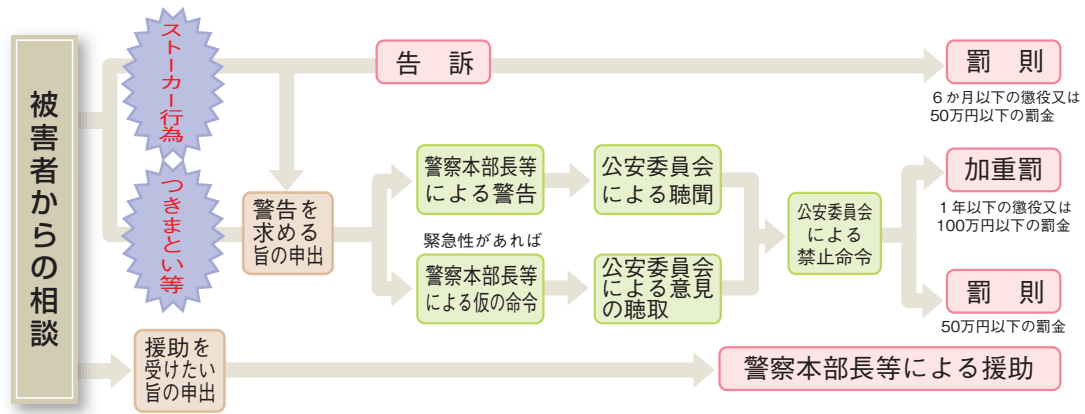 被害者からの相談
ストーカー行為
つきまとい等
告　訴
罰　則
6か月以下の懲役又は
50万円以下の罰金
警告を
求める
旨の申出
警察本部長等
による警告
公安委員会
による聴聞
緊急性があれば
警察本部長等
による仮の命令
公安委員会
による意見
の聴取
公安委員会
による
禁止命令
加重罰
1年以下の懲役又は
100万円以下の罰金
罰　則
50万円以下の罰金
援助を
受けたい
旨の申出
警察本部長等による援助